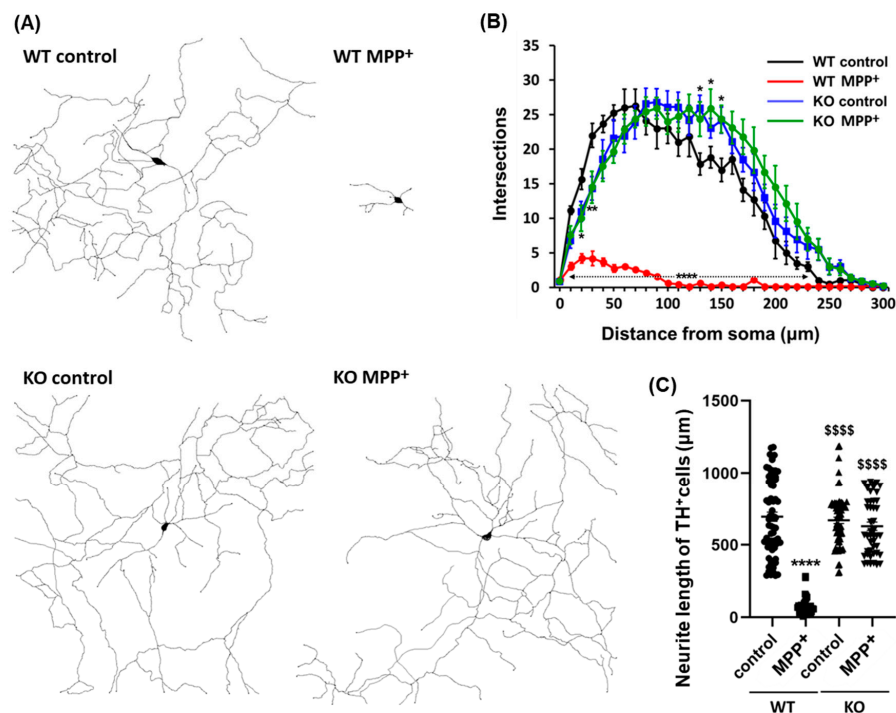 (A)
WT control
WT MPP⁺
KO control
KO MPP⁺
(B)
Intersections
35
30
25
20
15
10
5
0
0 50 100 150 200 250 300
Distance from soma (µm)
WT control
WT MPP⁺
KO control
KO MPP⁺
*
*
*
**
*
****
(C)
Neurite length of TH⁺cells (µm)
1500
1000
500
0
$$$$
$$$$
****
control
MPP⁺
control
MPP⁺
WT
KO